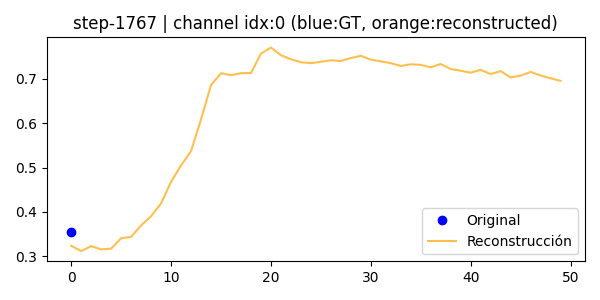 step-1767 | channel idx:0 (blue:GT, orange:reconstructed)
0.7
0.6
0.5
0.4
0.3
Original
Reconstrucción
0 10 20 30 40 50